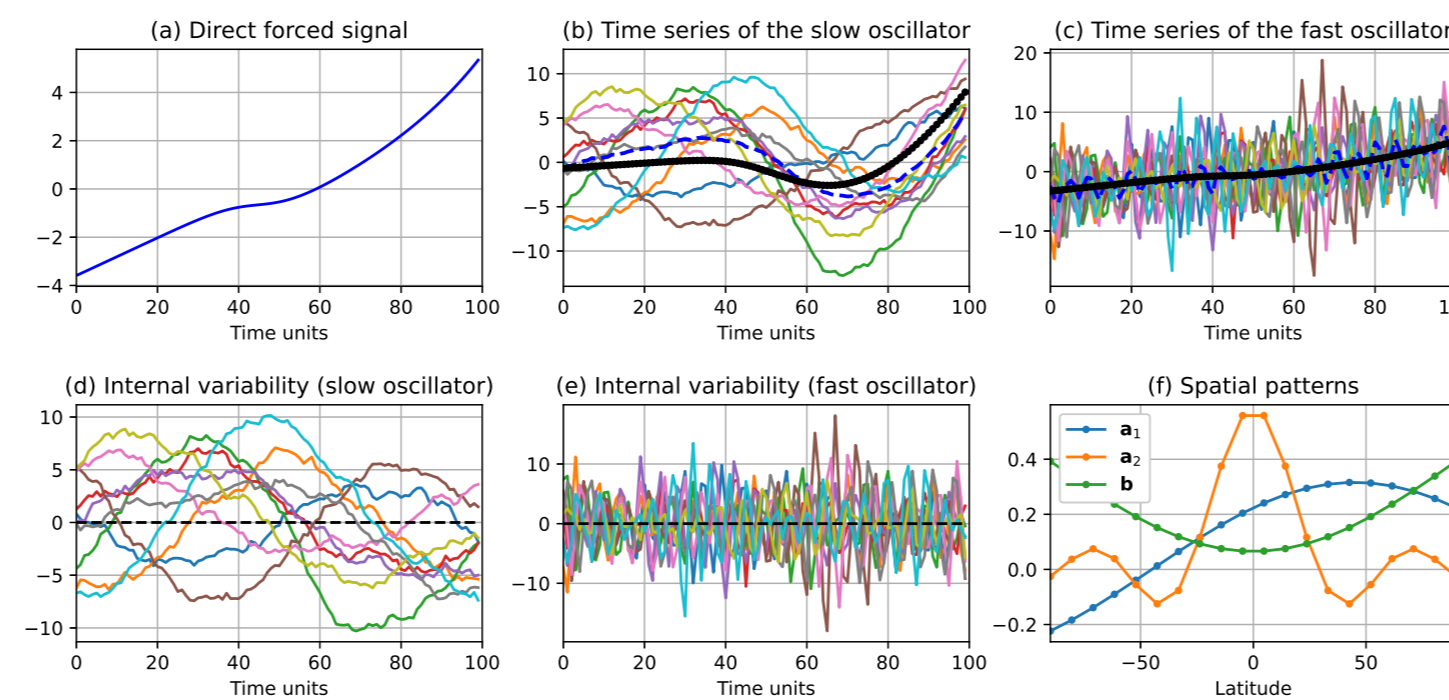 (a) Direct forced signal
4
2
0
−2
−4
0 20 40 60 80 100
Time units
(b) Time series of the slow oscillator
10
5
0
−5
−10
0 20 40 60 80 100
Time units
(c) Time series of the fast oscillator
20
10
0
−10
0 20 40 60 80 1
Time units
(d) Internal variability (slow oscillator)
10
5
0
−5
−10
0 20 40 60 80 100
Time units
(e) Internal variability (fast oscillator)
10
0
−10
0 20 40 60 80 100
Time units
(f) Spatial patterns
a₁
a₂
b
0.4
0.2
0.0
−0.2
−50 0 50
Latitude